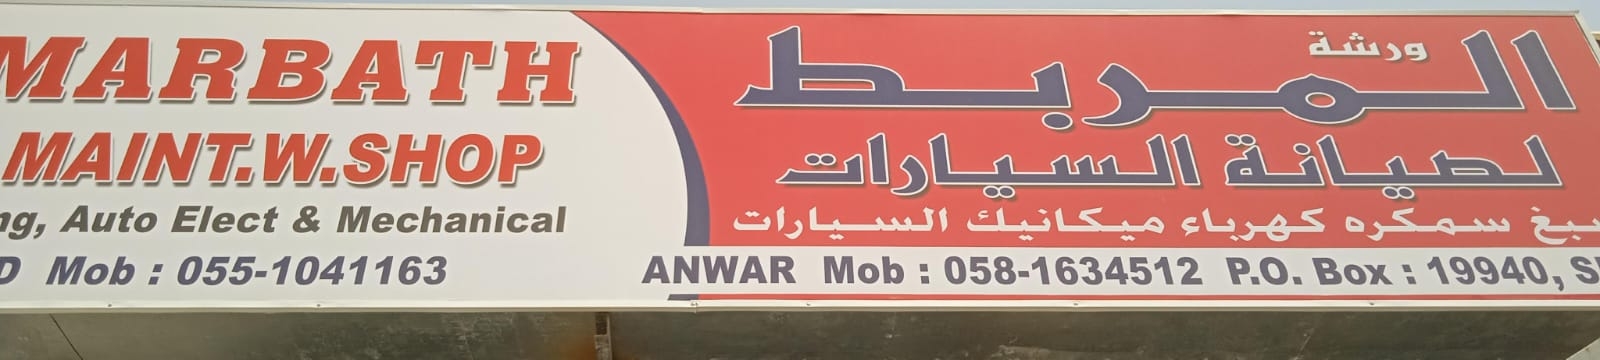 MARBATH
MAINT.W.SHOP
ng, Auto Elect & Mechanical
D Mob : 055-1041163
ورشة
المربط
لصيانة السيارات
سبغ سمكره كهرباء ميكانيك السيارات
ANWAR Mob : 058-1634512 P.O. Box : 19940, S